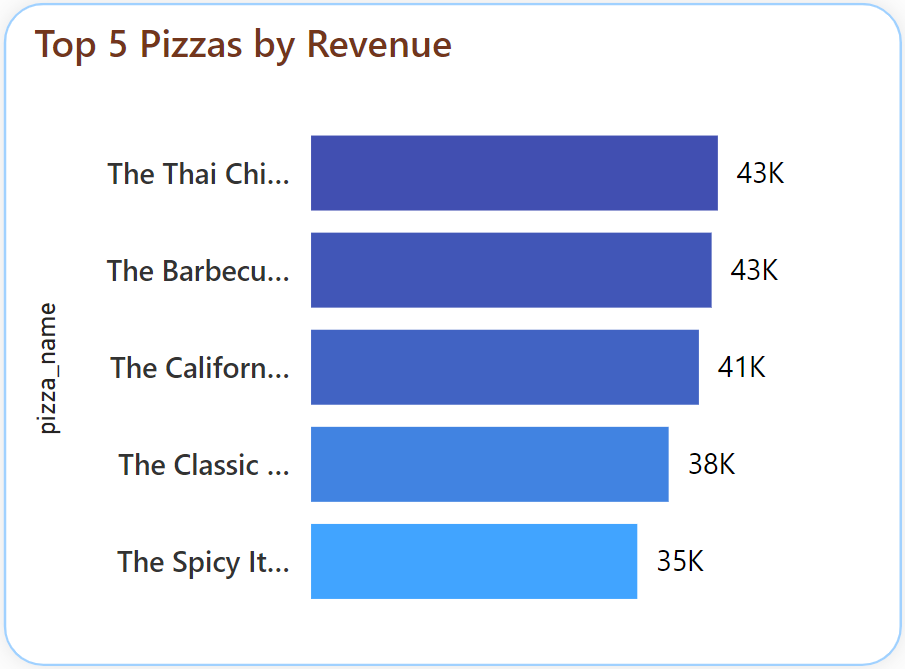 Top 5 Pizzas by Revenue
pizza_name
The Thai Chi... 43K
The Barbecu... 43K
The Californ... 41K
The Classic ... 38K
The Spicy It... 35K